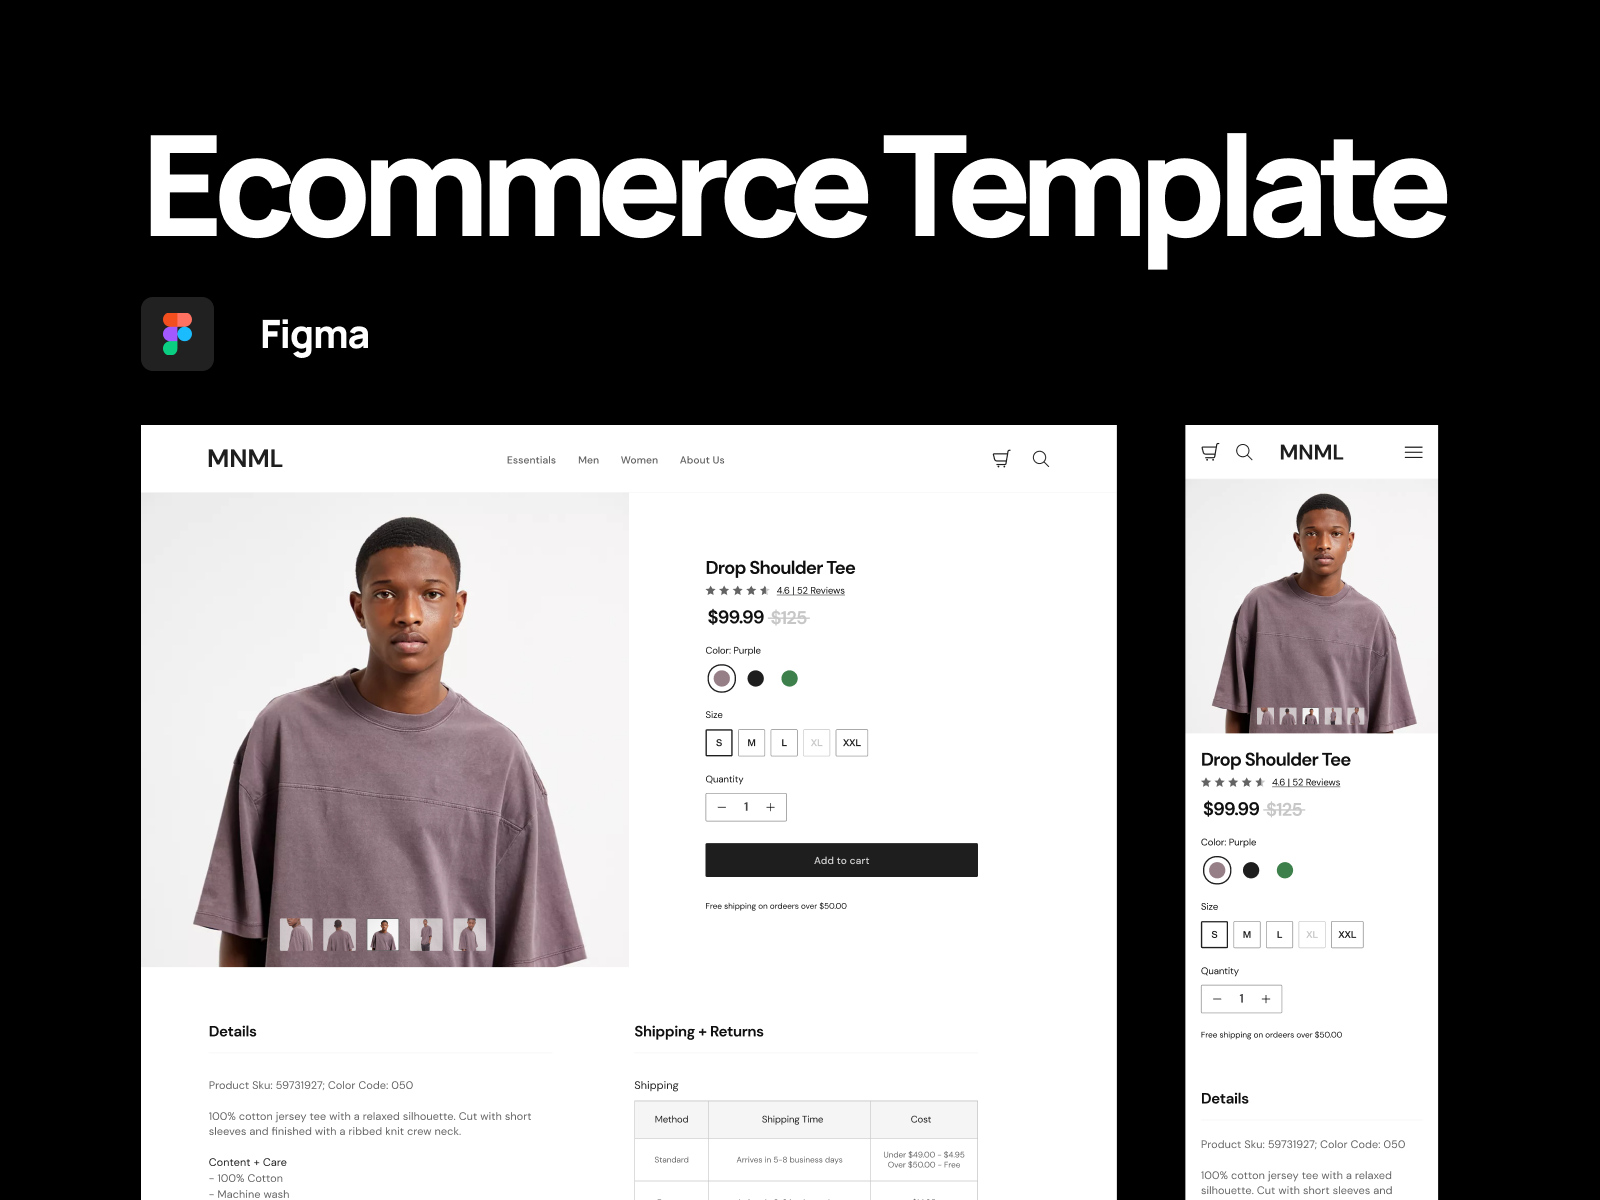 Ecommerce Template
Figma
MNML
Essentials Men Women About Us
Drop Shoulder Tee
4.6 | 52 Reviews
$99.99 $125
Color: Purple
Size
S M L XL XXL
Quantity
1
Add to cart
Free shipping on ordeers over $50.00
Details
Product Sku: 59731927; Color Code: 050
100% cotton jersey tee with a relaxed silhouette. Cut with short
sleeves and finished with a ribbed knit crew neck.
Content + Care
- 100% Cotton
- Machine wash
Shipping + Returns
Shipping
Method Shipping Time Cost
Standard Arrives in 5-8 business days Under $49.00 - $4.95
Over $50.00 - Free
MNML
Drop Shoulder Tee
4.6 | 52 Reviews
$99.99 $125
Color: Purple
Size
S M L XL XXL
Quantity
1
Free shipping on ordeers over $50.00
Details
Product Sku: 59731927; Color Code: 050
100% cotton jersey tee with a relaxed
silhouette. Cut with short sleeves and